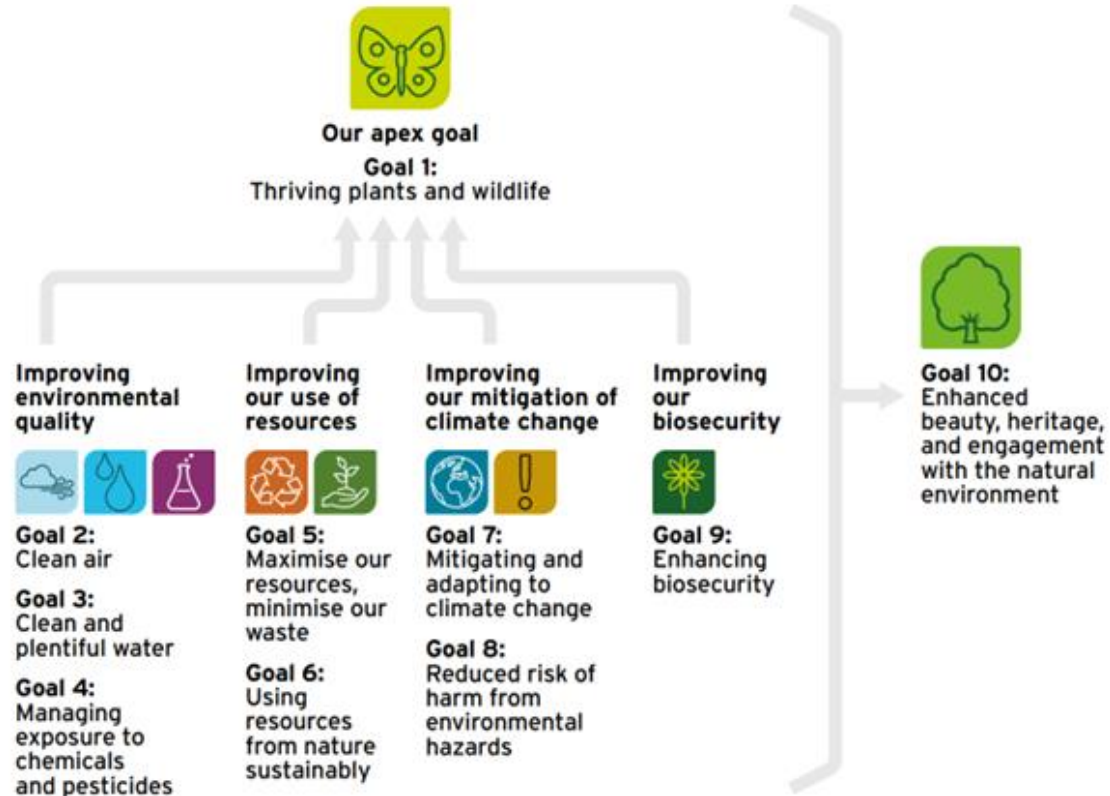 Our apex goal
Goal 1:
Thriving plants and wildlife
Improving
environmental
quality
Goal 2:
Clean air
Goal 3:
Clean and
plentiful water
Goal 4:
Managing
exposure to
chemicals
and pesticides
Improving
our use of
resources
Goal 5:
Maximise our
resources,
minimise our
waste
Goal 6:
Using
resources
from nature
sustainably
Improving
our mitigation of
climate change
Goal 7:
Mitigating and
adapting to
climate change
Goal 8:
Reduced risk of
harm from
environmental
hazards
Improving
our
biosecurity
Goal 9:
Enhancing
biosecurity
Goal 10:
Enhanced
beauty, heritage,
and engagement
with the natural
environment